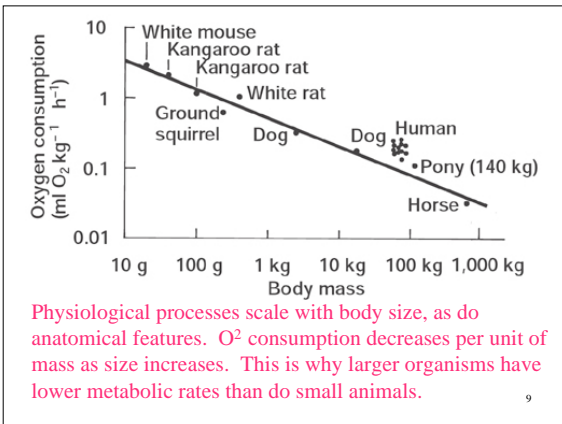 10
White mouse
Kangaroo rat
Kangaroo rat
1
White rat
Ground
squirrel
Dog
Dog
Human
0.1
Pony (140 kg)
Horse
0.01
Oxygen consumption
(ml O₂ kg⁻¹ h⁻¹)
10 g 100 g 1 kg 10 kg 100 kg 1,000 kg
Body mass
Physiological processes scale with body size, as do
anatomical features. O² consumption decreases per unit of
mass as size increases. This is why larger organisms have
lower metabolic rates than do small animals.
9